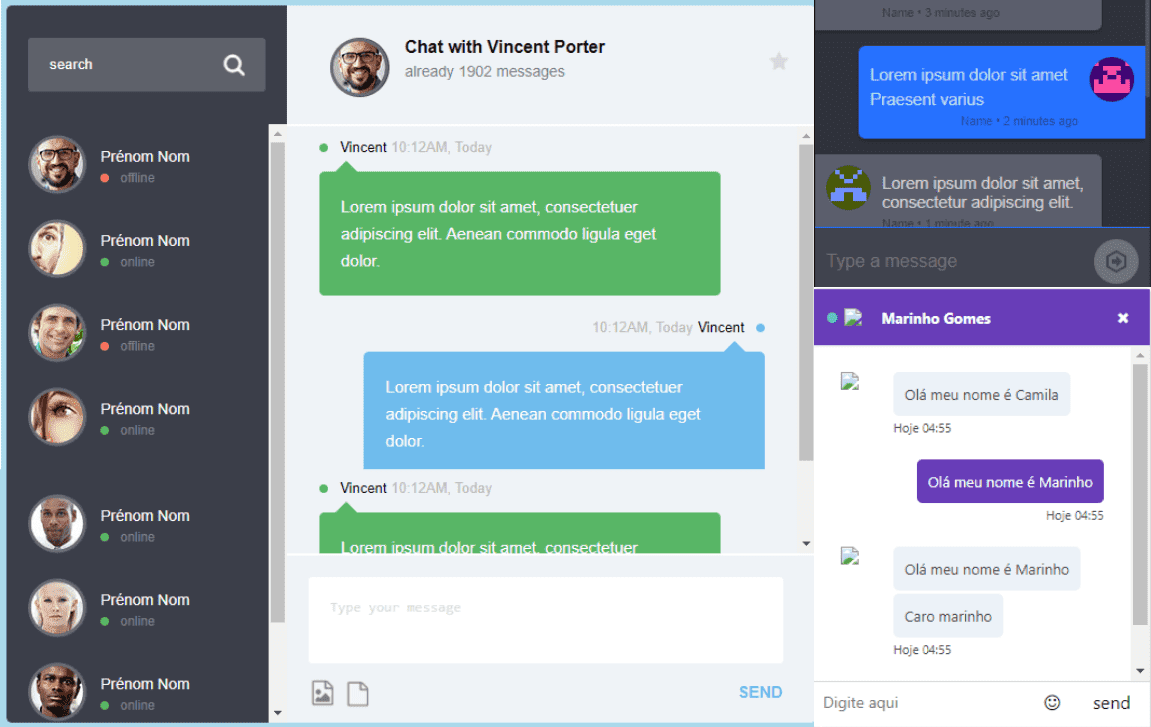 search
Prénom Nom
offline
Prénom Nom
online
Prénom Nom
offline
Prénom Nom
online
Prénom Nom
online
Prénom Nom
online
Prénom Nom
online
Chat with Vincent Porter
already 1902 messages
Vincent 10:12AM, Today
Lorem ipsum dolor sit amet, consectetuer
adipiscing elit. Aenean commodo ligula eget
dolor.
10:12AM, Today Vincent
Lorem ipsum dolor sit amet, consectetuer
adipiscing elit. Aenean commodo ligula eget
dolor.
Vincent 10:12AM, Today
Lorem ipsum dolor sit amet, consectetuer
Type your message
SEND
Name • 3 minutes ago
Lorem ipsum dolor sit amet
Praesent varius
Name • 2 minutes ago
Lorem ipsum dolor sit amet,
consectetur adipiscing elit.
Name • 1 minute ago
Type a message
Marinho Gomes
Olá meu nome é Camila
Hoje 04:55
Olá meu nome é Marinho
Hoje 04:55
Olá meu nome é Marinho
Caro marinho
Hoje 04:55
Digite aqui
send